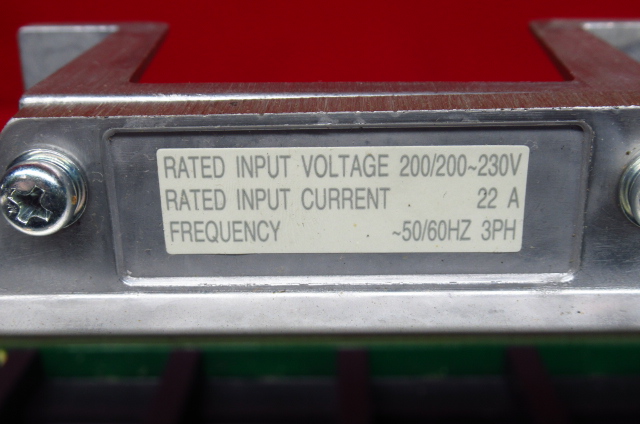 RATED INPUT VOLTAGE 200/200~230V
RATED INPUT CURRENT 22 A
FREQUENCY ~50/60HZ 3PH